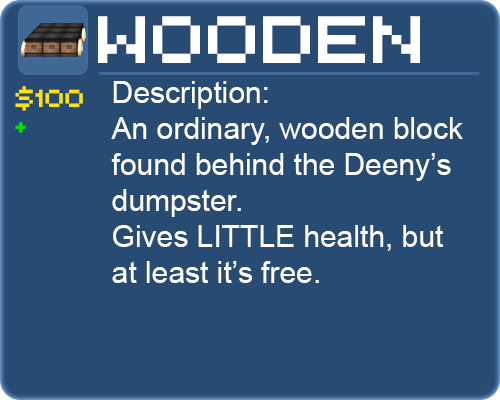 WOODEN
$100
+
Description:
An ordinary, wooden block
found behind the Deeny’s
dumpster.
Gives LITTLE health, but
at least it’s free.